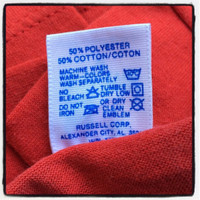 50% POLYESTER
50% COTTON/COTON
MACHINE WASH
WARM-COLORS
WASH SEPARATELY
NO BLEACH TUMBLE DRY LOW
DO NOT IRON OR DRY CLEAN
RUSSELL CORP.
ALEXANDER CITY, AL